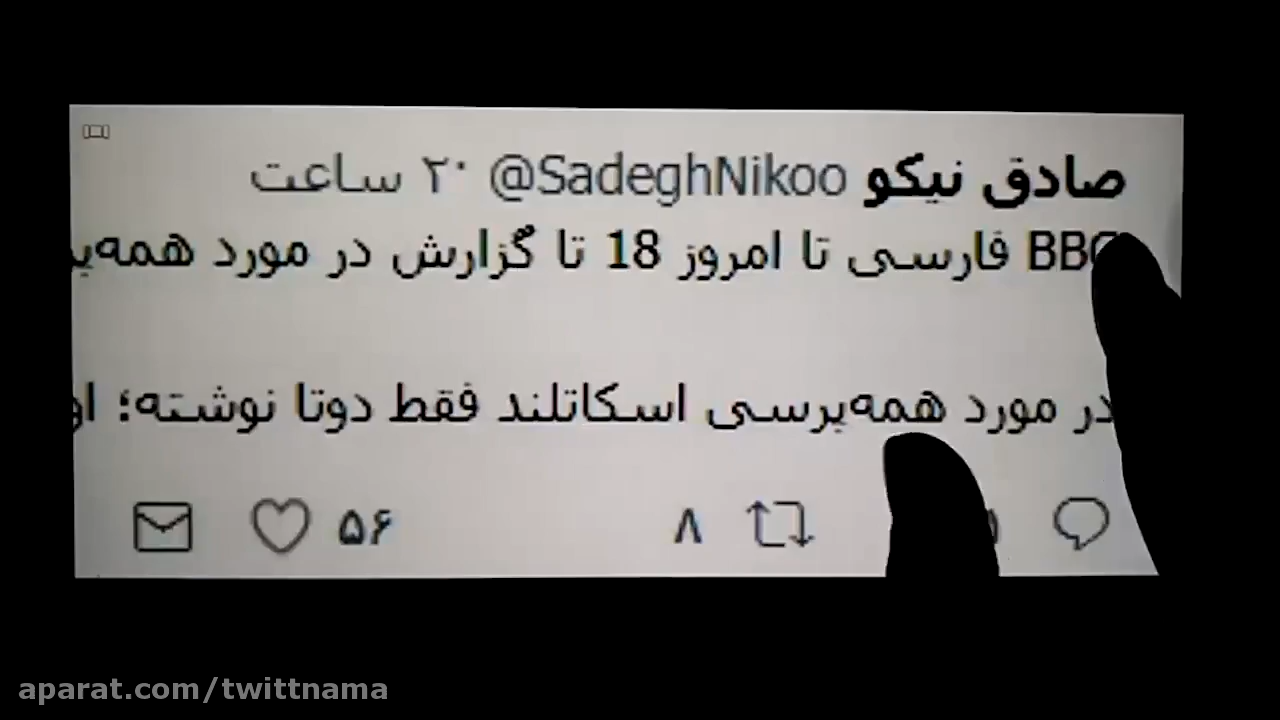 صادق نیکو @SadeghNikoo ۲۰ ساعت
BBC فارسی تا امروز 18 تا گزارش در مورد
در مورد همه‌پرسی اسکاتلند فقط دوتا نوشته؛
۸ ۵۶
aparat.com/twittnama